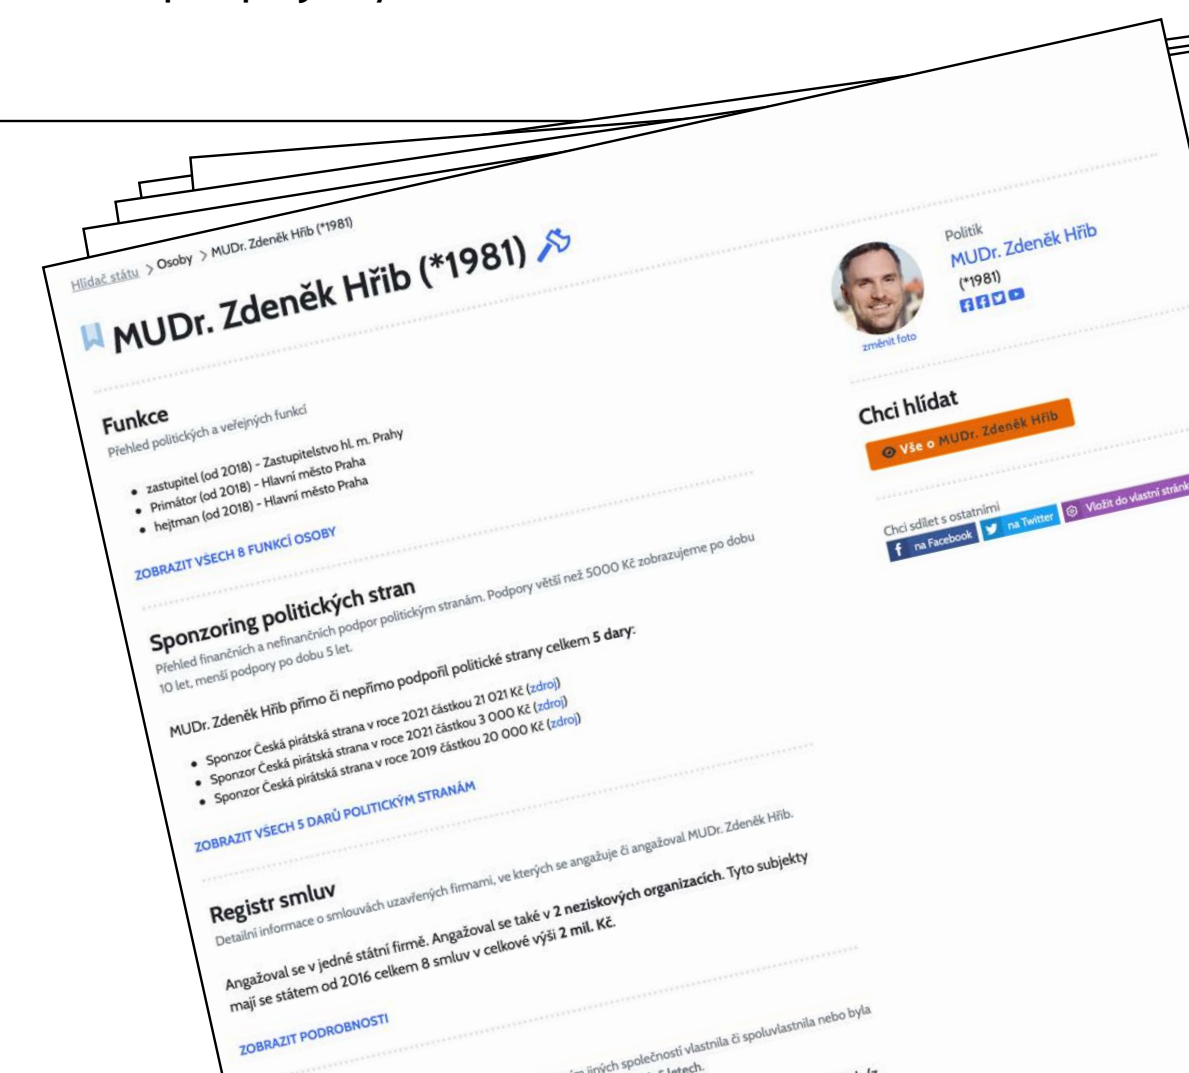 Hlídač státu > Osoby > MUDr. Zdeněk Hřib (*1981)
MUDr. Zdeněk Hřib (*1981)
Funkce
Přehled politických a veřejných funkcí
• zastupitel (od 2018) - Zastupitelstvo hl. m. Prahy
• Primátor (od 2018) - Hlavní město Praha
• hejtman (od 2018) - Hlavní město Praha
ZOBRAZIT VŠECH 8 FUNKCÍ OSOBY
Sponzoring politických stran
Přehled finančních a nefinančních podpor politickým stranám. Podpory větší než 5000 Kč zobrazujeme po dobu
10 let, menší podpory po dobu 5 let.
MUDr. Zdeněk Hřib přímo či nepřímo podpořil politické strany celkem 5 dary:
• Sponzor Česká pirátská strana v roce 2021 částkou 21 021 Kč (zdroj)
• Sponzor Česká pirátská strana v roce 2021 částkou 3 000 Kč (zdroj)
• Sponzor Česká pirátská strana v roce 2019 částkou 20 000 Kč (zdroj)
ZOBRAZIT VŠECH 5 DARŮ POLITICKÝM STRANÁM
Registr smluv
Detailní informace o smlouvách uzavřených firmami, ve kterých se angažuje či angažoval MUDr. Zdeněk Hřib.
Angažoval se v jedné státní firmě. Angažoval se také v 2 neziskových organizacích. Tyto subjekty
mají se státem od 2016 celkem 8 smluv v celkové výši 2 mil. Kč.
ZOBRAZIT PODROBNOSTI
jiných společností vlastnila či spoluvlastnila nebo byla
letech.
Politik
MUDr. Zdeněk Hřib
(*1981)
změnit foto
Chci hlídat
Vše o MUDr. Zdeněk Hřib
Chci sdílet s ostatními
na Facebook
na Twitter
Vložit do vlastní stránk